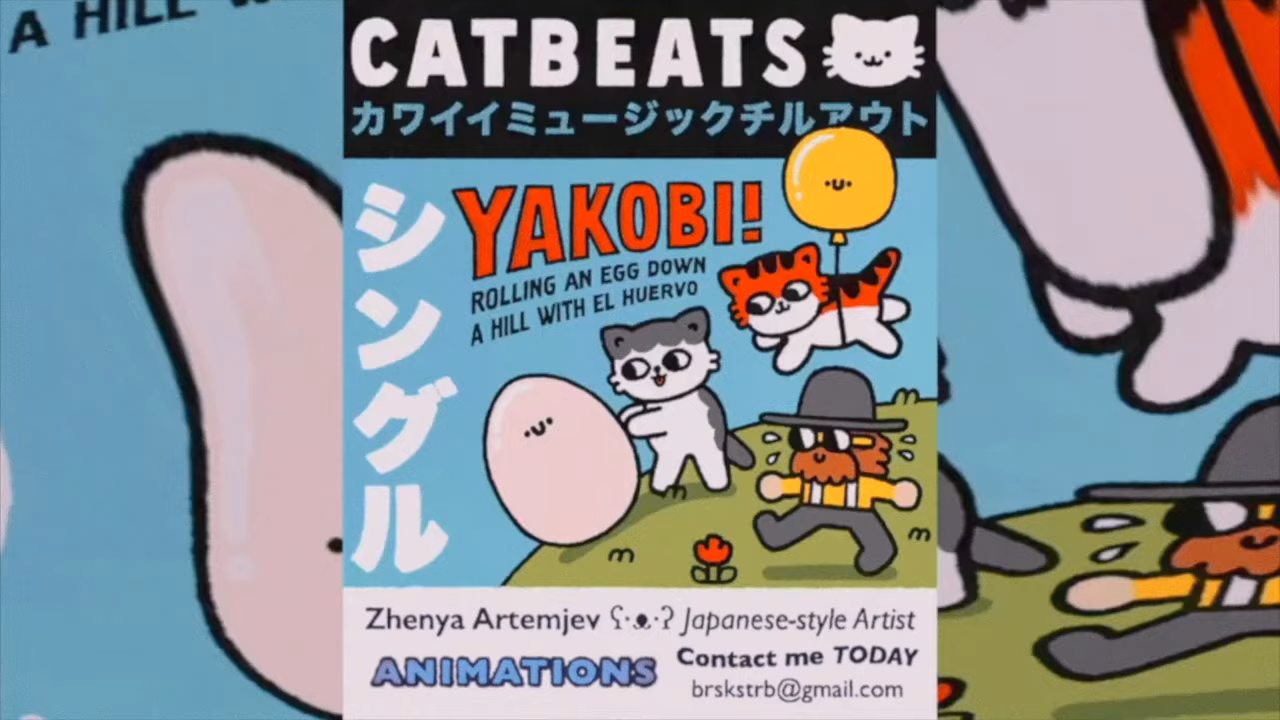 A HILL W
CATBEATS
カワイイミュージックチルアウト
シングル
YAKOBI!
ROLLING AN EGG DOWN
A HILL WITH EL HUERVO
Zhenya Artemjev ʕ·ᴥ·ʔ Japanese-style Artist
ANIMATIONS
Contact me TODAY
brskstrb@gmail.com